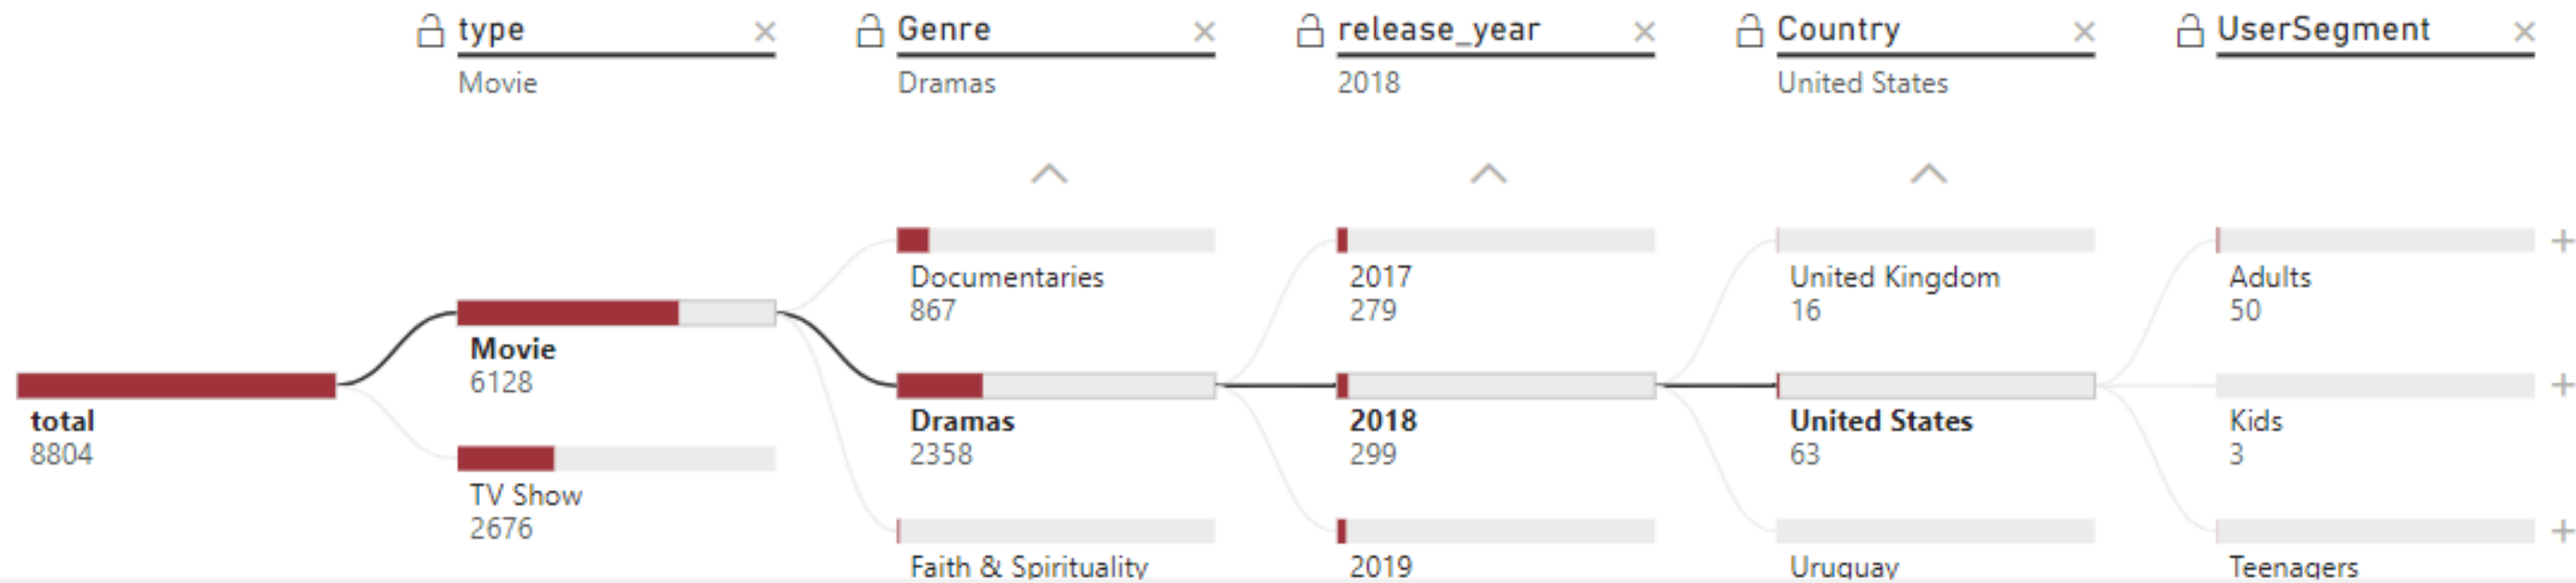 type
Movie
Genre
Dramas
release_year
2018
Country
United States
UserSegment
total
8804
Movie
6128
TV Show
2676
Documentaries
867
Dramas
2358
Faith & Spirituality
2017
279
2018
299
2019
United Kingdom
16
United States
63
Uruguay
Adults
50
Kids
3
Teenagers